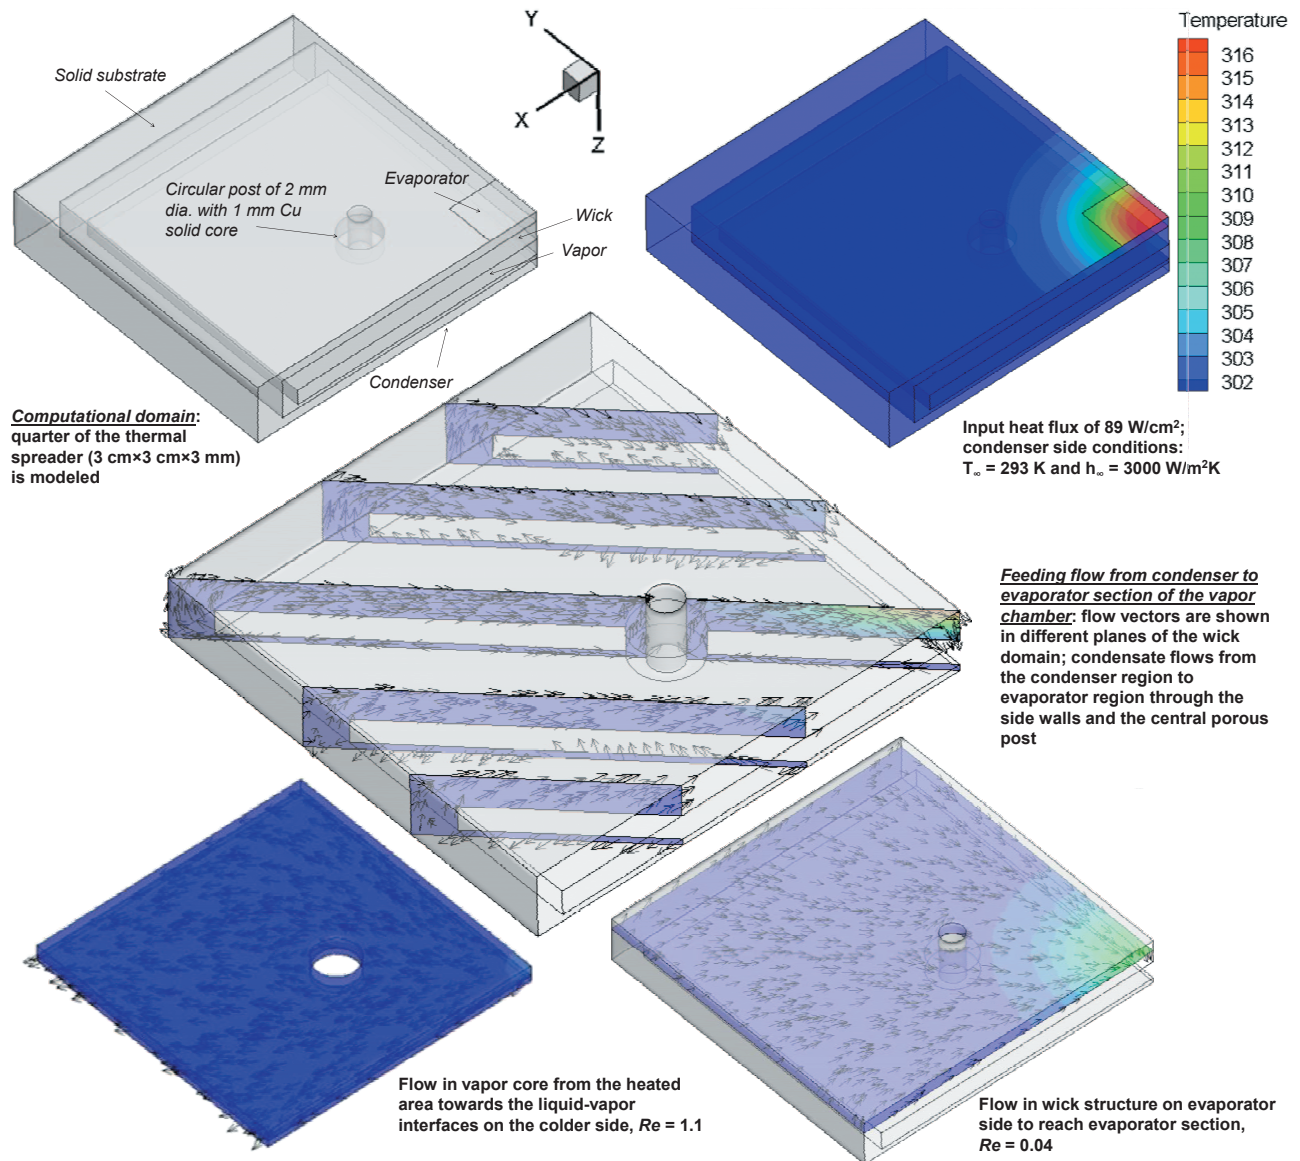 Y
X
Z
Solid substrate
Circular post of 2 mm
dia. with 1 mm Cu
solid core
Evaporator
Wick
Vapor
Condenser
Computational domain:
quarter of the thermal
spreader (3 cm×3 cm×3 mm)
is modeled
Temperature
316
315
314
313
312
311
310
309
308
307
306
304
303
302
Input heat flux of 89 W/cm²;
condenser side conditions:
T∞ = 293 K and h∞ = 3000 W/m²K
Feeding flow from condenser to
evaporator section of the vapor
chamber: flow vectors are shown
in different planes of the wick
domain; condensate flows from
the condenser region to
evaporator region through the
side walls and the central porous
post
Flow in vapor core from the heated
area towards the liquid-vapor
interfaces on the colder side, Re = 1.1
Flow in wick structure on evaporator
side to reach evaporator section,
Re = 0.04